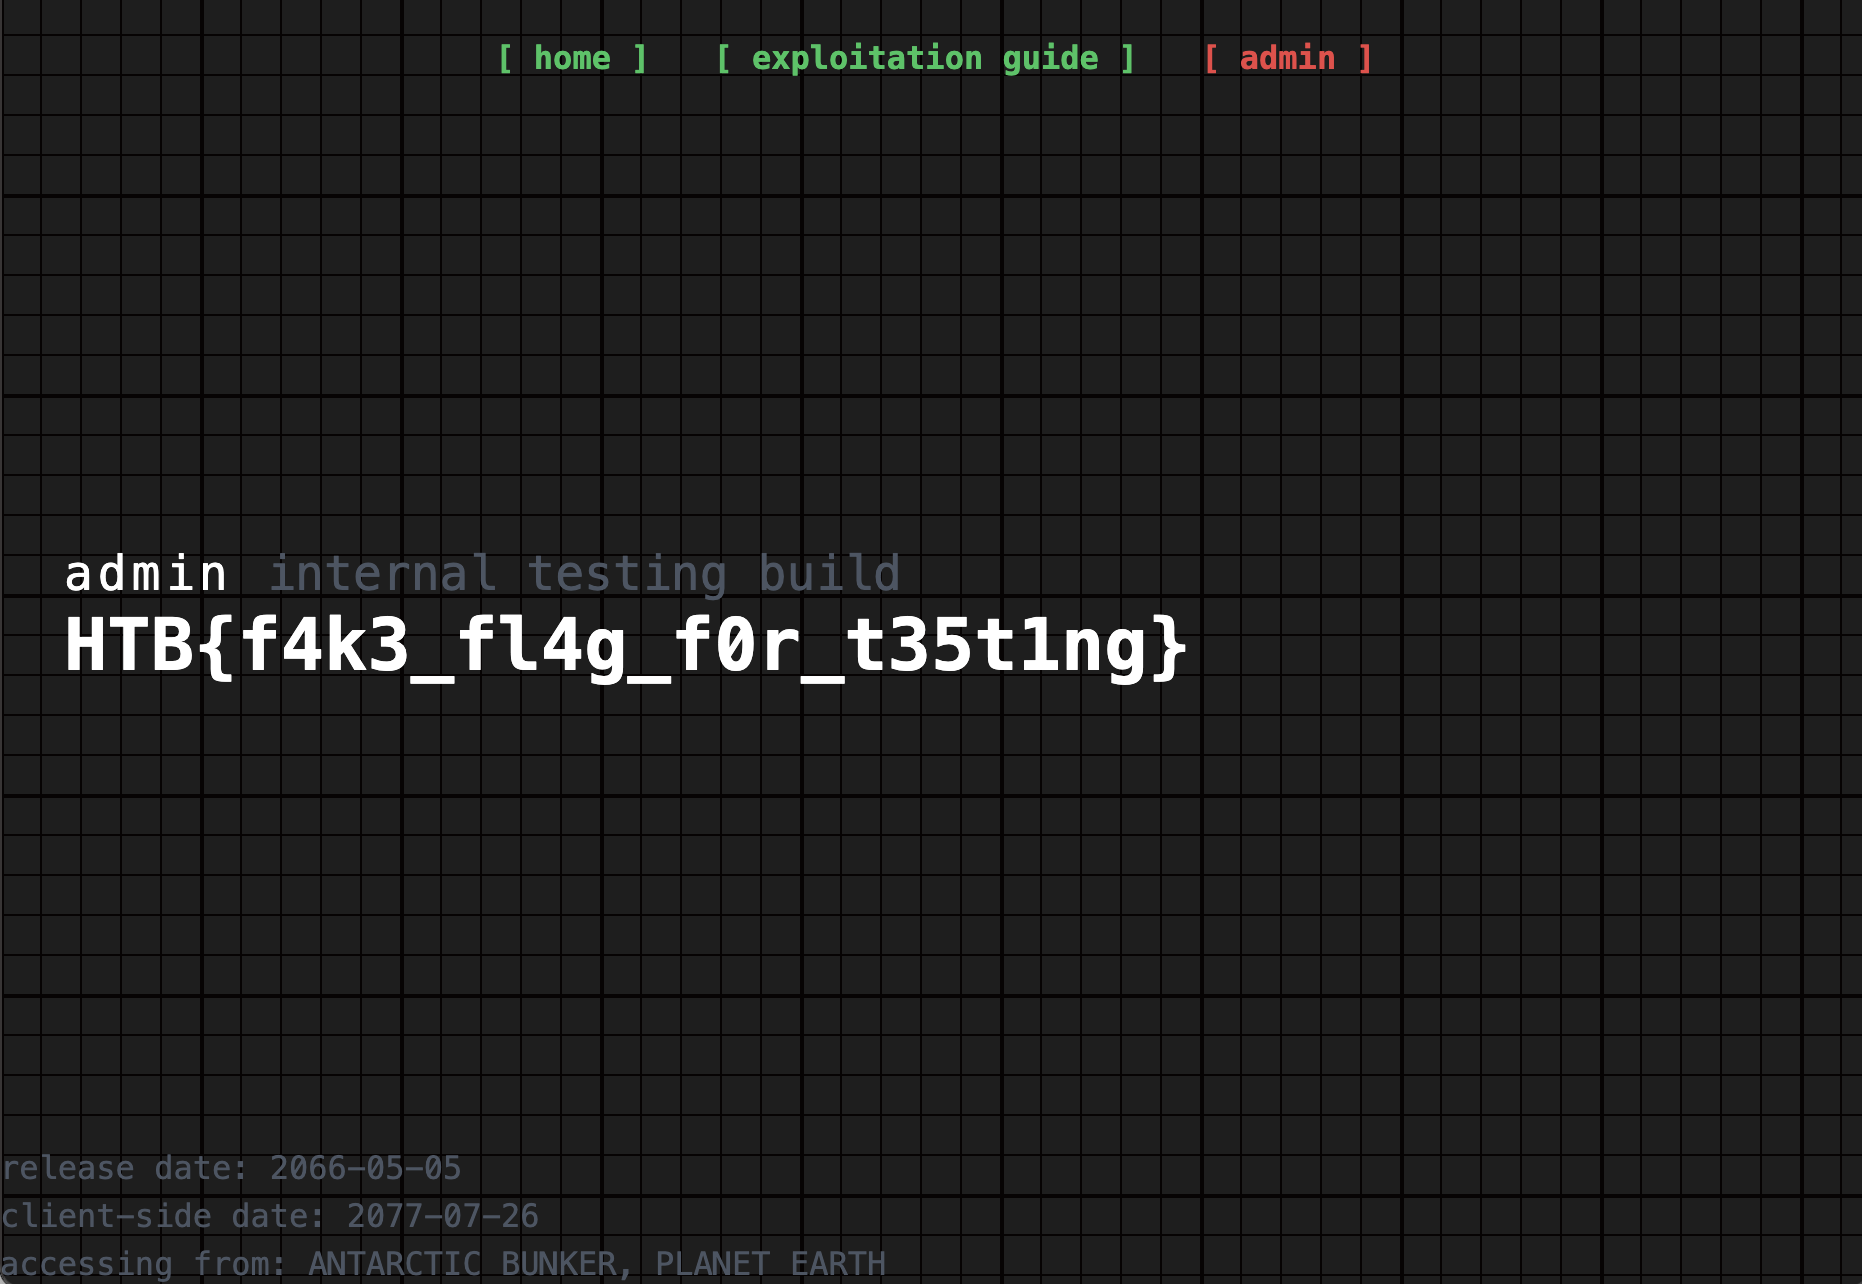 [ home ] [ exploitation guide ] [ admin ]
admin internal testing build
HTB{f4k3_fl4g_f0r_t35t1ng}
release date: 2066-05-05
client-side date: 2077-07-26
accessing from: ANTARCTIC BUNKER, PLANET EARTH